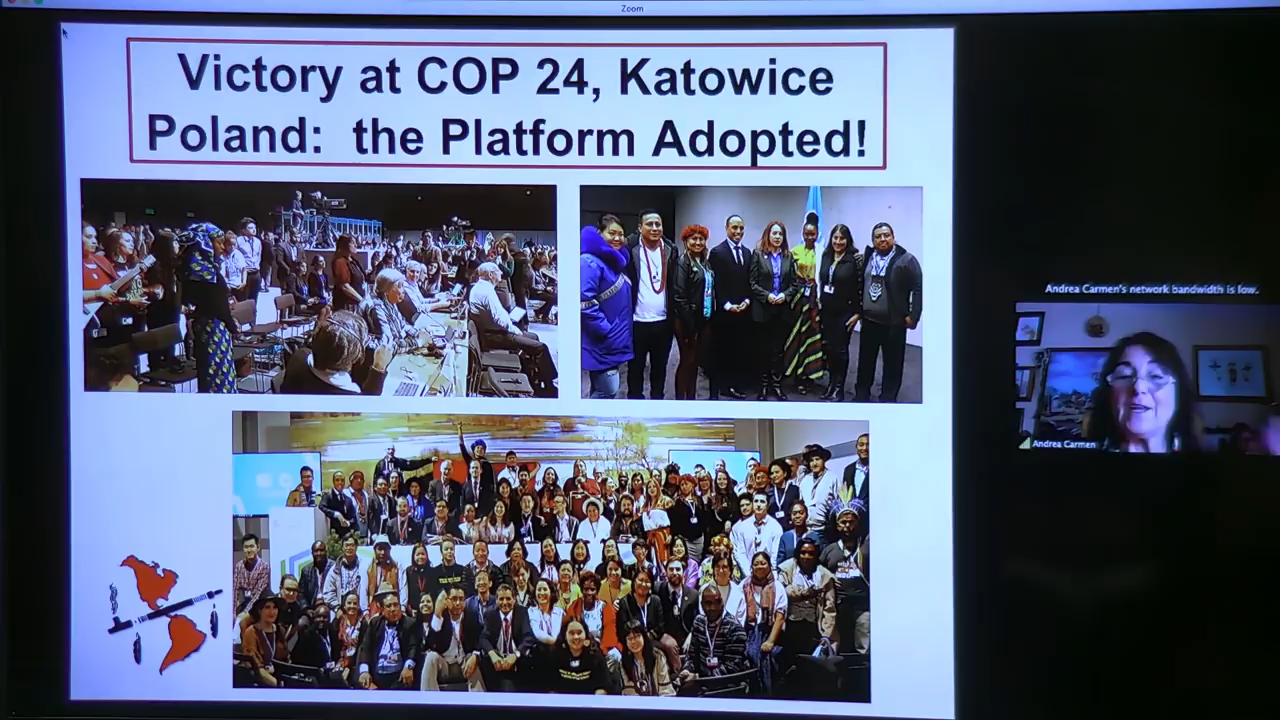 Zoom
Victory at COP 24, Katowice
Poland: the Platform Adopted!
Andrea Carmen's network bandwidth is low.
Andrea Carmen